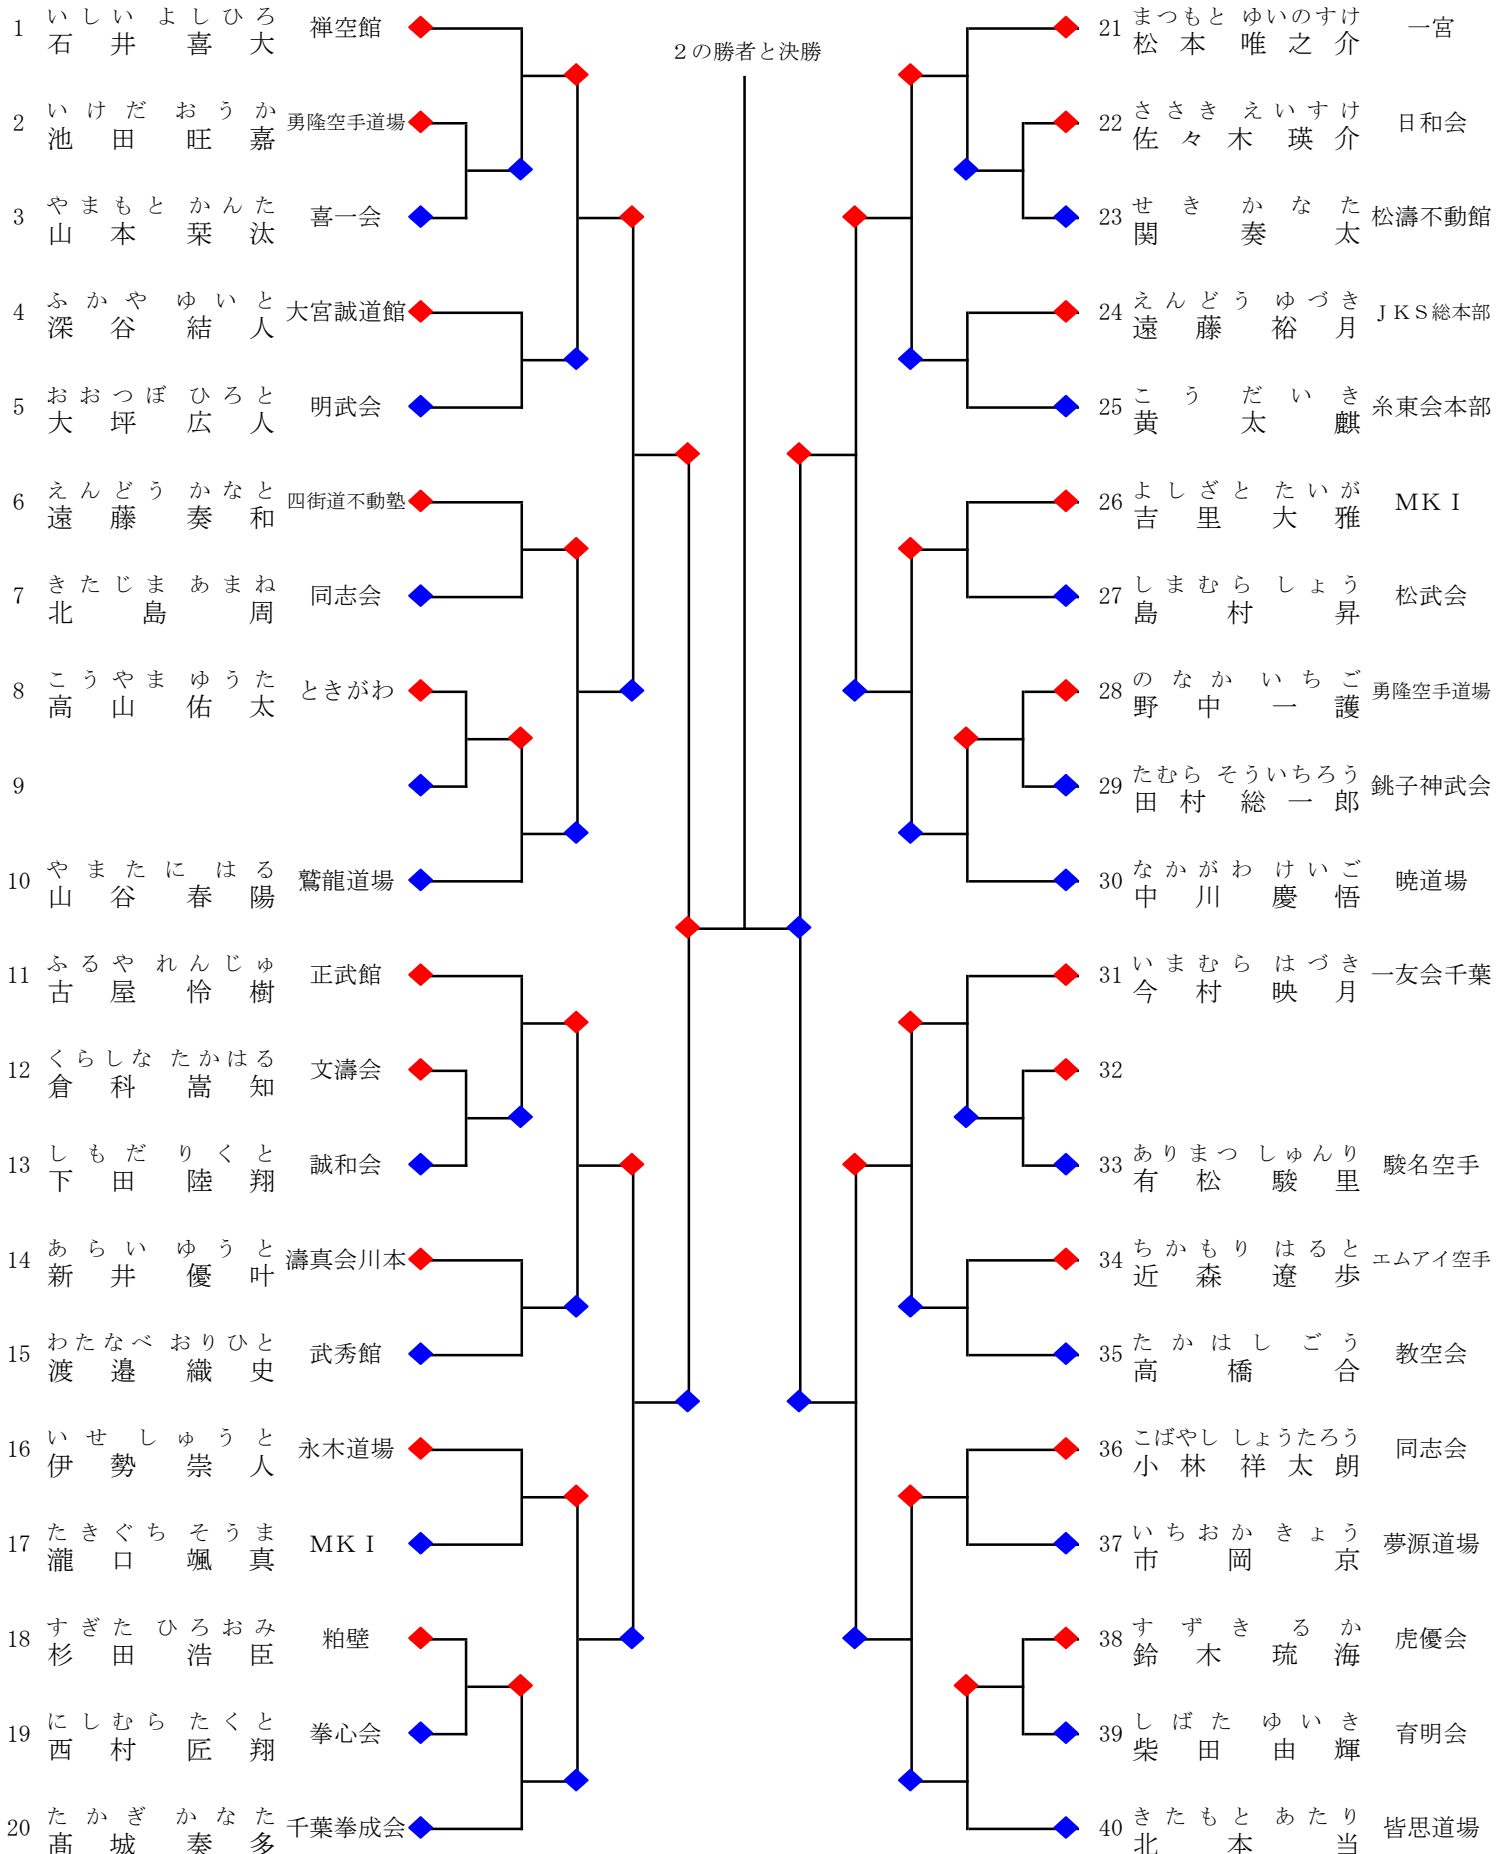 ２の勝者と決勝
いしい よしひろ
1 石井喜大 禅空館
いけだ おうか
2 池田旺嘉 勇隆空手道場
やまもと かんた
3 山本栞汰 喜一会
ふかや ゆいと
4 深谷結人 大宮誠道館
おおつぼ ひろと
5 大坪広人 明武会
えんどう かなと
6 遠藤奏和 四街道不動塾
きたじま あまね
7 北島周 同志会
こうやま ゆうた
8 高山佑太 ときがわ
9
やまたに はる
10 山谷春陽 鷲龍道場
ふるや れんじゅ
11 古屋怜樹 正武館
くらしな たかはる
12 倉科嵩知 文濤会
しもだ りくと
13 下田陸翔 誠和会
あらい ゆうと
14 新井優叶 濤真会川本
わたなべ おりひと
15 渡邉織史 武秀館
いせ しゅうと
16 伊勢崇人 永木道場
たきぐち そうま
17 瀧口颯真 ＭＫＩ
すぎた ひろおみ
18 杉田浩臣 粕壁
にしむら たくと
19 西村匠翔 拳心会
たかぎ かなた
20 髙城奏多 千葉拳成会
まつもと ゆいのすけ
21 松本唯之介 一宮
ささき えいすけ
22 佐々木瑛介 日和会
せき かなた
23 関奏太 松濤不動館
えんどう ゆづき
24 遠藤裕月 ＪＫＳ総本部
こう だいき
25 黄太麒 糸東会本部
よしざと たいが
26 吉里大雅 ＭＫＩ
しまむら しょう
27 島村昇 松武会
のなか いちご
28 野中一護 勇隆空手道場
たむら そういちろう
29 田村総一郎 銚子神武会
なかがわ けいご
30 中川慶悟 暁道場
いまむら はづき
31 今村映月 一友会千葉
32
ありまつ しゅんり
33 有松駿里 駿名空手
ちかもり はると
34 近森遼歩 エムアイ空手
たかはし ごう
35 高橋合 教空会
こばやし しょうたろう
36 小林祥太朗 同志会
いちおか きょう
37 市岡京 夢源道場
すずき るか
38 鈴木琉海 虎優会
しばた ゆいき
39 柴田由輝 育明会
きたもと あたり
40 北本当 皆思道場